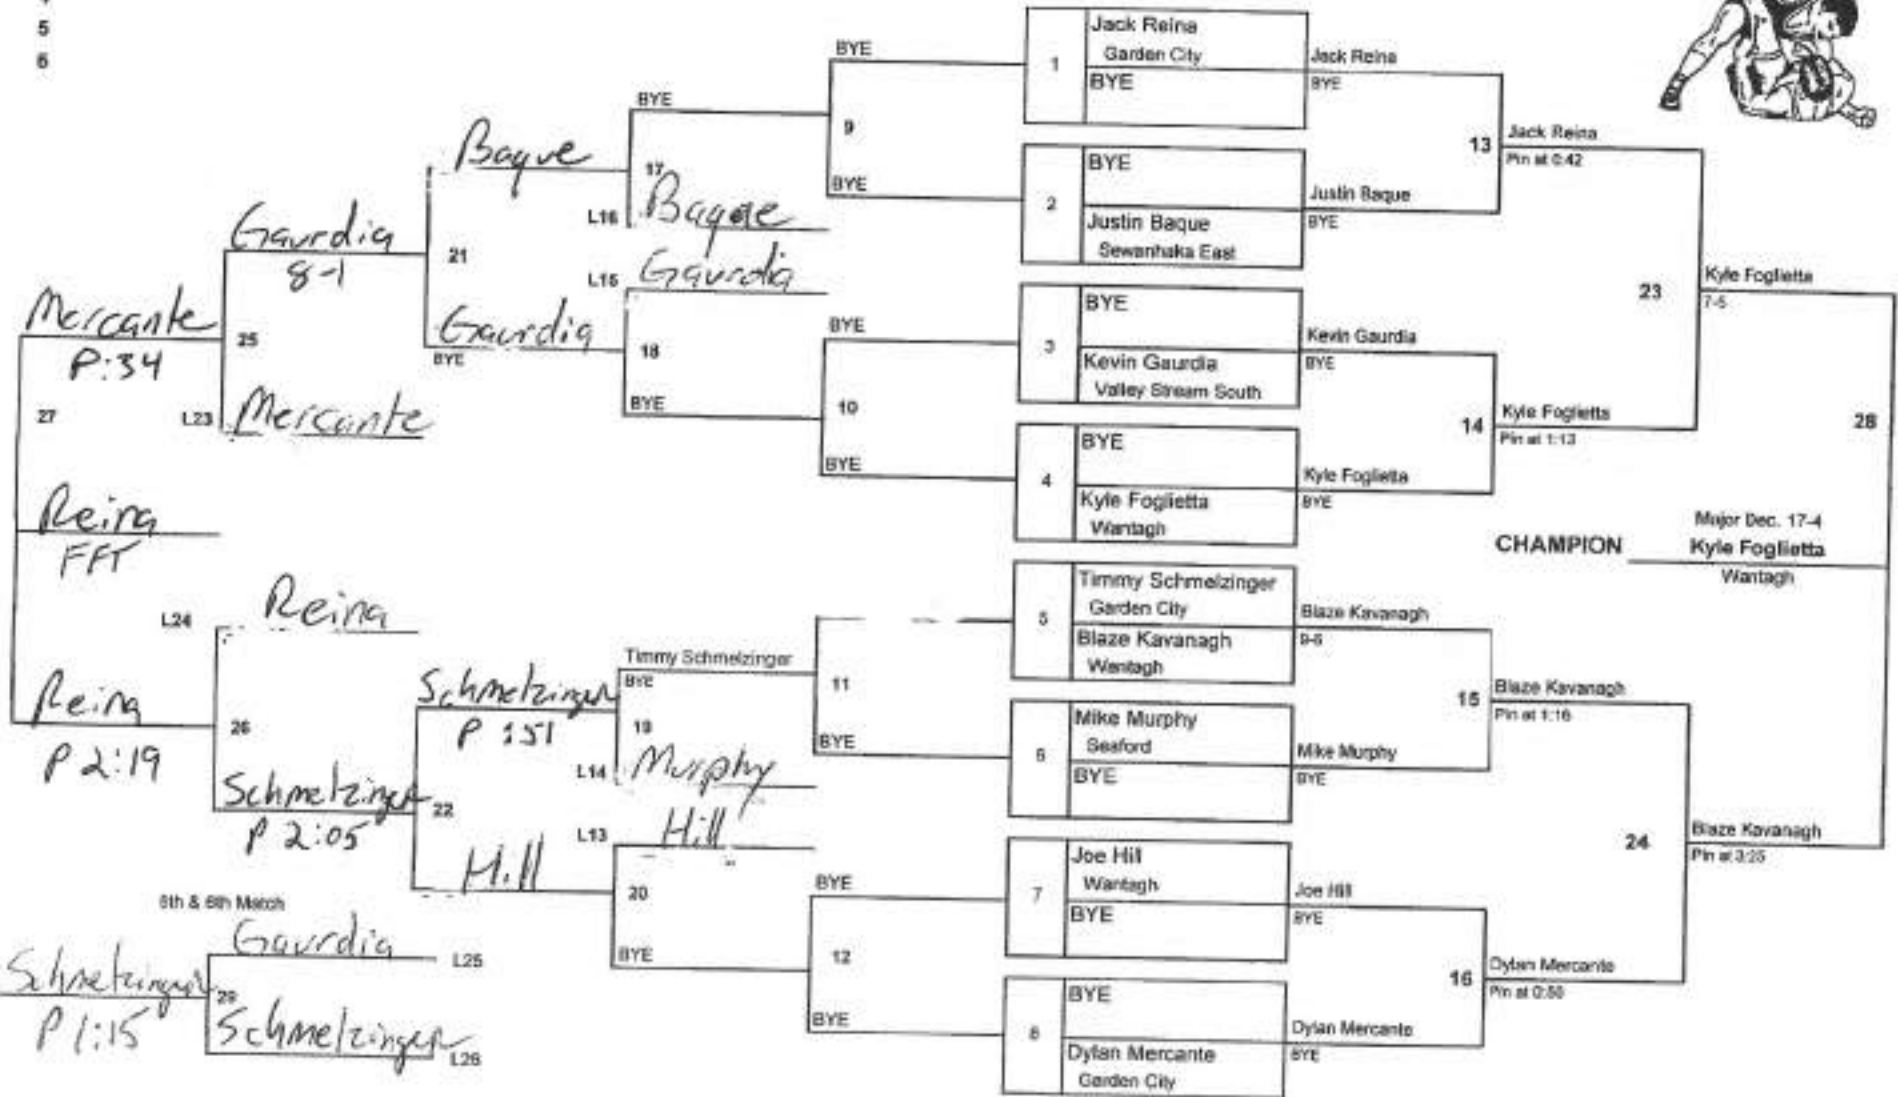 5
6
BYE
BYE
9
BYE
Baque
17
L16
Baque
L15
Gaurdia
Gaurdia
8-1
21
Gaurdia
BYE
18
BYE
BYE
10
BYE
Mercante
P:34
25
L23
Mercante
27
Reina
FFT
L24
Reina
Reina
P 2:19
26
Schmelzinger
P :51
Timmy Schmelzinger
BYE
11
BYE
19
L14
Murphy
Schmelzinger
P 2:05
22
L13
Hill
Hill
20
BYE
BYE
12
BYE
5th & 6th Match
Gaurdia
L25
Schmelzinger
P 1:15
29
Schmelzinger
L26
1
Jack Reina
Garden City
BYE
2
BYE
Justin Baque
Sewanhaka East
3
BYE
Kevin Gaurdia
Valley Stream South
4
BYE
Kyle Foglietta
Wantagh
5
Timmy Schmelzinger
Garden City
Blaze Kavanagh
Wantagh
6
Mike Murphy
Seaford
BYE
7
Joe Hill
Wantagh
BYE
8
BYE
Dylan Mercante
Garden City
Jack Reina
BYE
13
Justin Baque
BYE
Kevin Gaurdia
BYE
14
Kyle Foglietta
BYE
Blaze Kavanagh
9-6
15
Mike Murphy
BYE
Joe Hill
BYE
16
Dylan Mercante
BYE
Jack Reina
Pin at 0:42
23
Kyle Foglietta
Pin at 1:13
Blaze Kavanagh
Pin at 1:16
24
Dylan Mercante
Pin at 0:56
Kyle Foglietta
7-5
28
Blaze Kavanagh
Pin at 3:25
Major Dec. 17-4
CHAMPION Kyle Foglietta
Wantagh